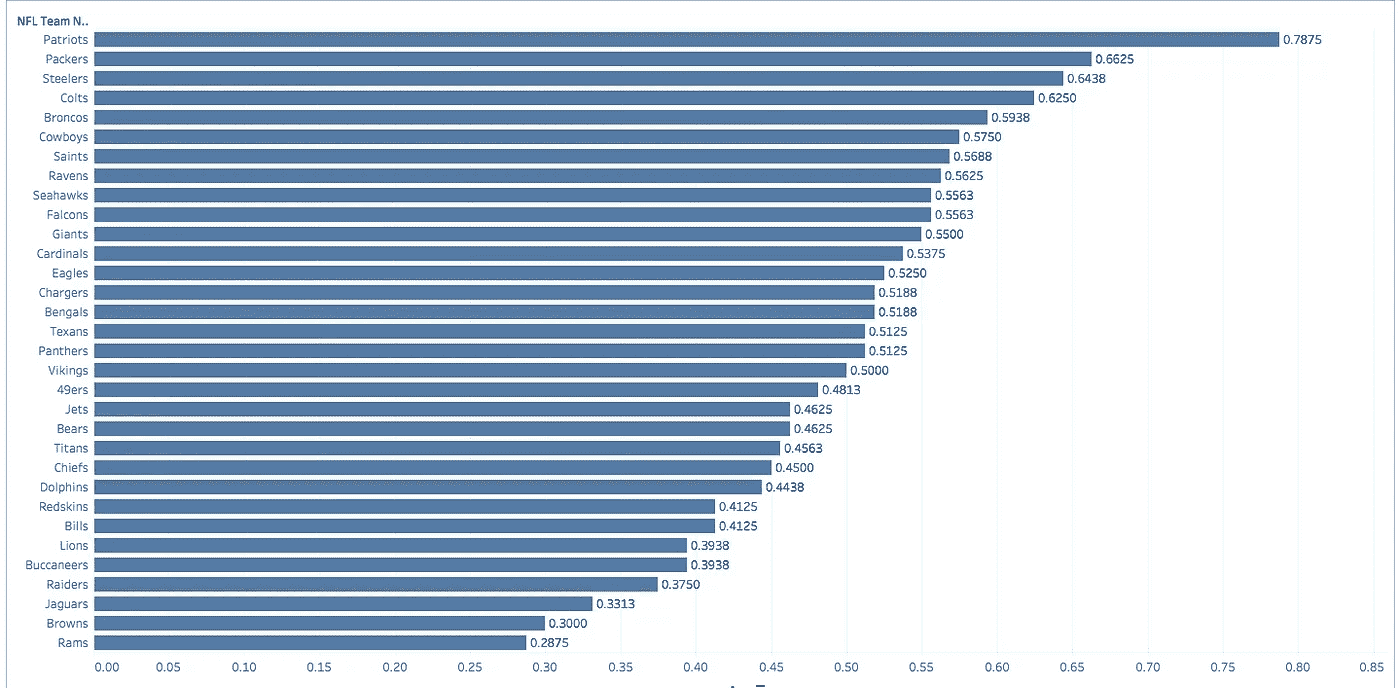 NFL Team N..
Patriots 0.7875
Packers 0.6625
Steelers 0.6438
Colts 0.6250
Broncos 0.5938
Cowboys 0.5750
Saints 0.5688
Ravens 0.5625
Seahawks 0.5563
Falcons 0.5563
Giants 0.5500
Cardinals 0.5375
Eagles 0.5250
Chargers 0.5188
Bengals 0.5188
Texans 0.5125
Panthers 0.5125
Vikings 0.5000
49ers 0.4813
Jets 0.4625
Bears 0.4625
Titans 0.4563
Chiefs 0.4500
Dolphins 0.4438
Redskins 0.4125
Bills 0.4125
Lions 0.3938
Buccaneers 0.3938
Raiders 0.3750
Jaguars 0.3313
Browns 0.3000
Rams 0.2875
0.00 0.05 0.10 0.15 0.20 0.25 0.30 0.35 0.40 0.45 0.50 0.55 0.60 0.65 0.70 0.75 0.80 0.85